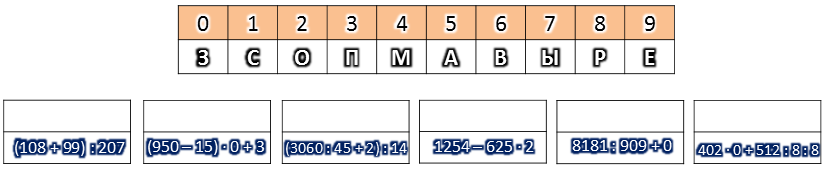 0 1 2 3 4 5 6 7 8 9
З С О П М А В Ы Р Е
(108 + 99) : 207 (950 – 15) · 0 + 3 (3060 : 45 + 2) : 14 1254 – 625 · 2 8181 : 909 + 0 402 · 0 + 512 : 8 : 8